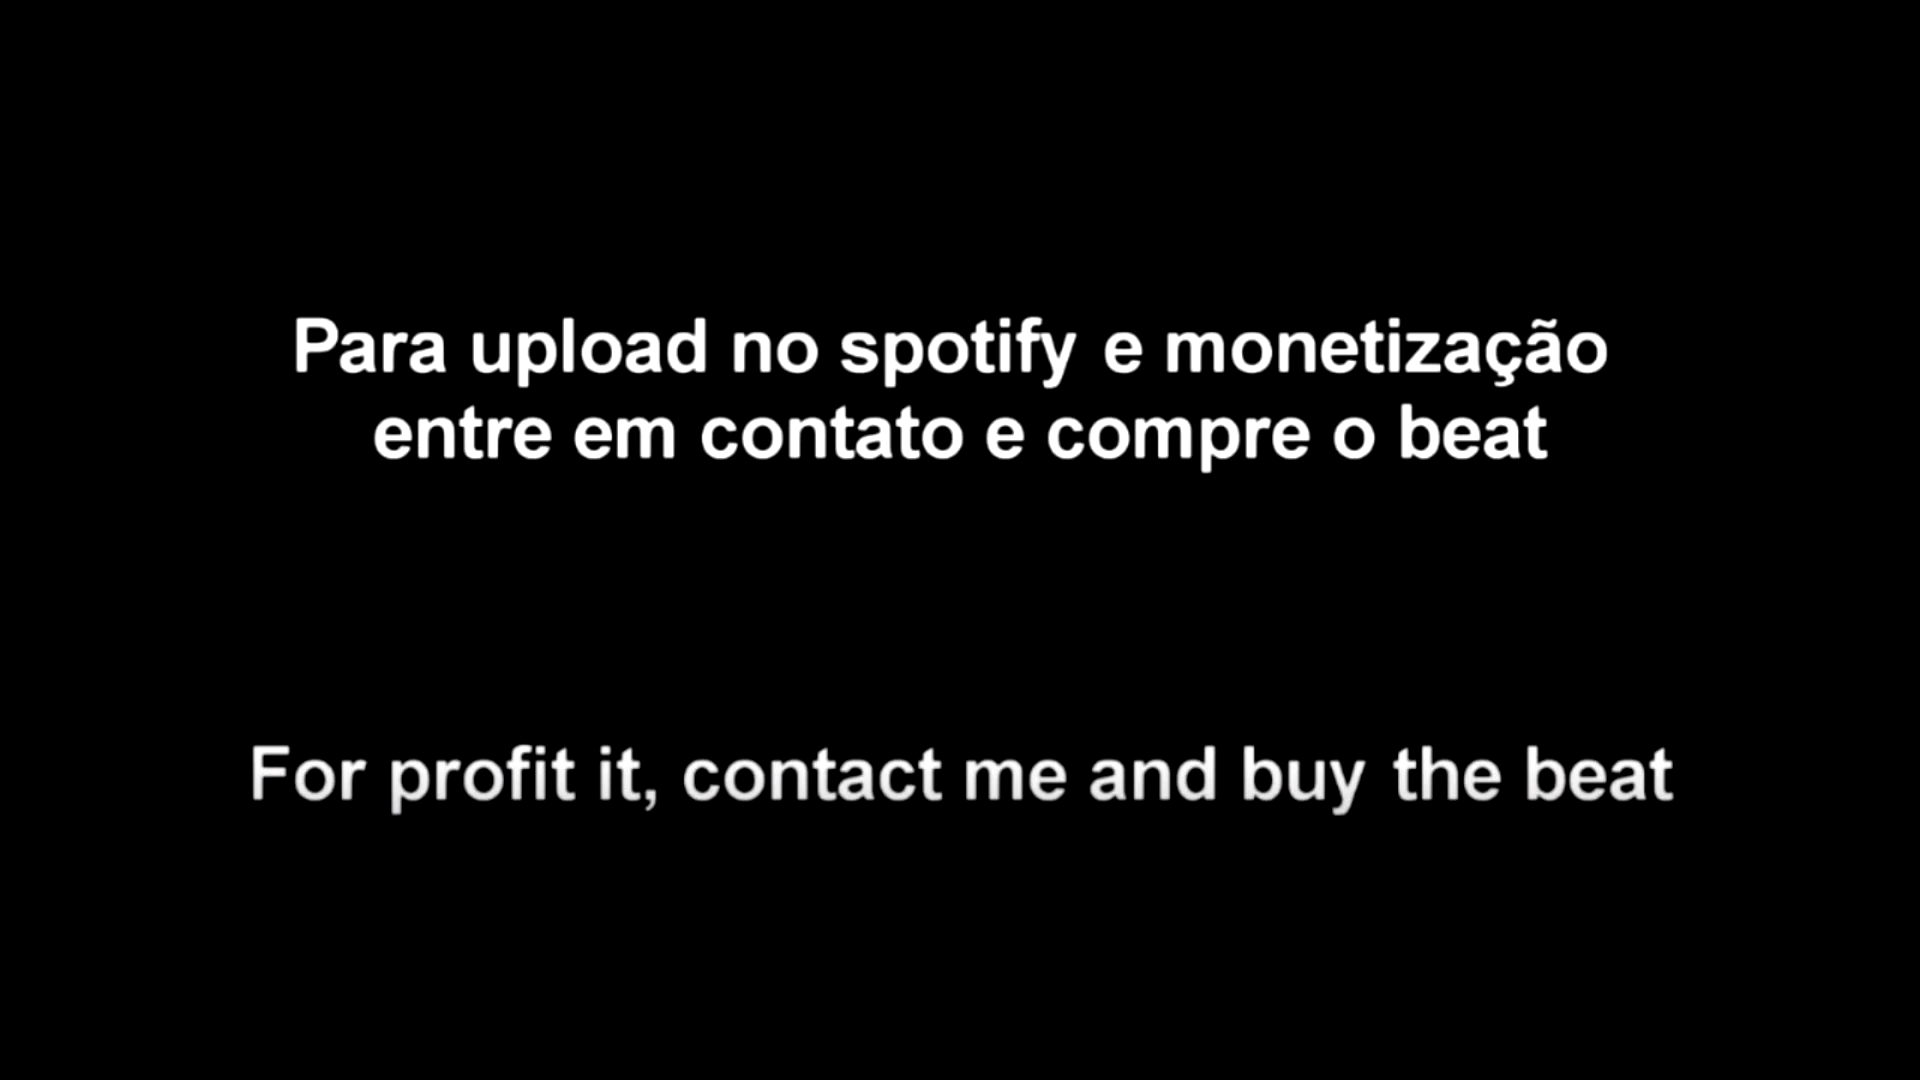 Para upload no spotify e monetização
entre em contato e compre o beat
For profit it, contact me and buy the beat